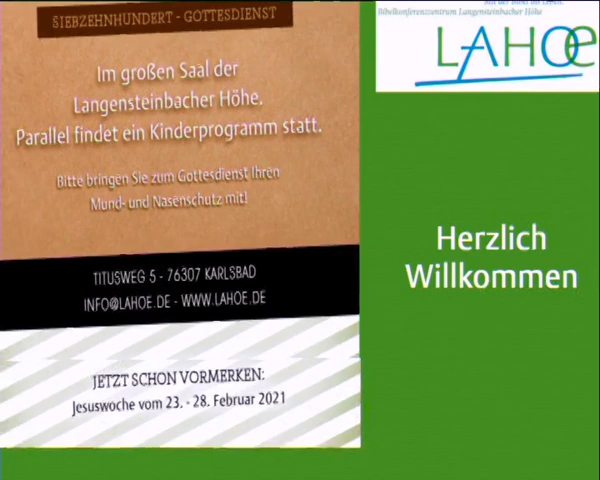 SIEBZEHNHUNDERT - GOTTESDIENST
Im großen Saal der
Langensteinbacher Höhe.
Parallel findet ein Kinderprogramm statt.
Bitte bringen Sie zum Gottesdienst Ihren
Mund- und Nasenschutz mit!
TITUSWEG 5 - 76307 KARLSBAD
INFO@LAHOE.DE - WWW.LAHOE.DE
JETZT SCHON VORMERKEN:
Jesuswoche vom 23. - 28. Februar 2021
Bibelkonferenzzentrum Langensteinbacher Höhe
LAHOe
Herzlich
Willkommen